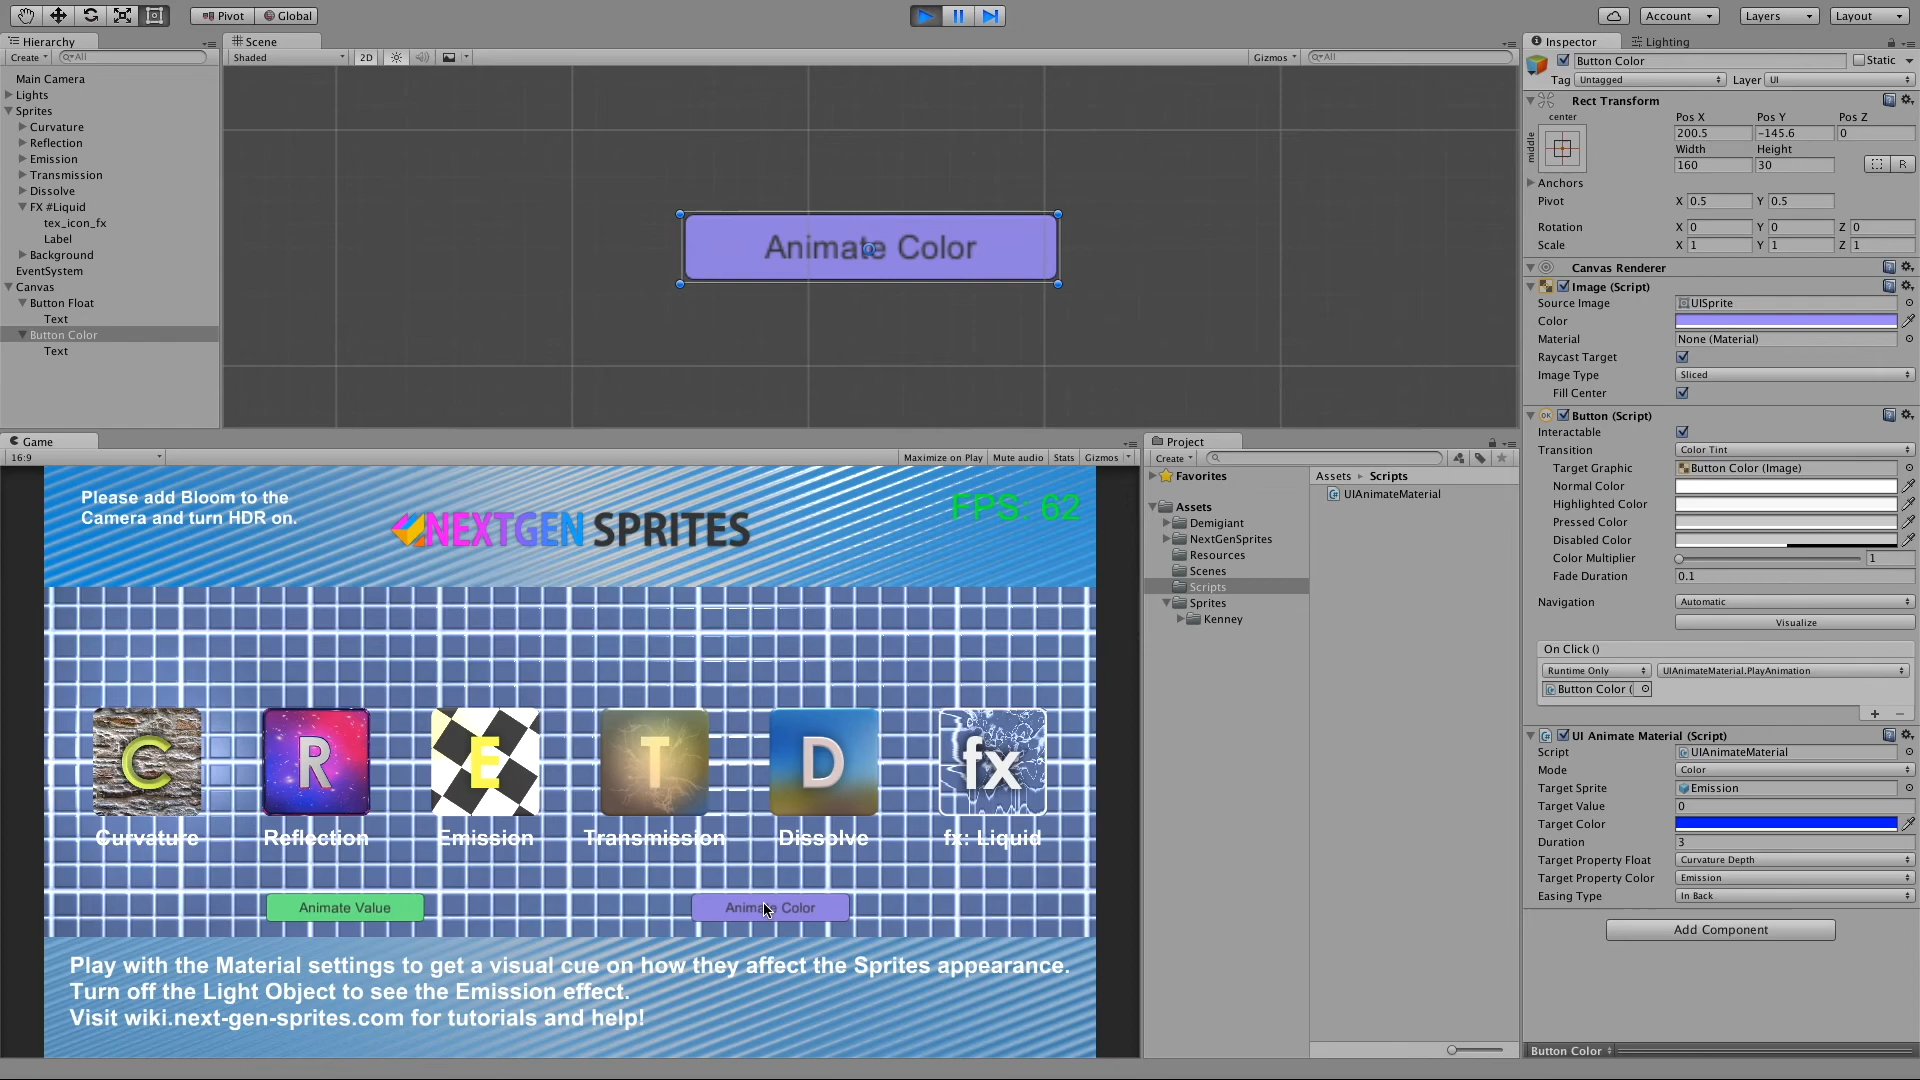 Pivot
Global
Account
Layers
Layout
Hierarchy
Create
All
Main Camera
Lights
Sprites
Curvature
Reflection
Emission
Transmission
Dissolve
FX #Liquid
tex_icon_fx
Label
Background
EventSystem
Canvas
Button Float
Text
Button Color
Text
Scene
Shaded
2D
Gizmos
All
Animate Color
Game
16:9
Maximize on Play
Mute audio
Stats
Gizmos
Please add Bloom to the
Camera and turn HDR on.
NEXTGEN SPRITES
FPS: 62
C
R
E
T
D
fx
Curvature
Reflection
Emission
Transmission
Dissolve
fx: Liquid
Animate Value
Animate Color
Play with the Material settings to get a visual cue on how they affect the Sprites appearance.
Turn off the Light Object to see the Emission effect.
Visit wiki.next-gen-sprites.com for tutorials and help!
Project
Create
Favorites
Assets
Demigiant
NextGenSprites
Resources
Scenes
Scripts
Sprites
Kenney
Assets ▸ Scripts
UIAnimateMaterial
Inspector
Lighting
Button Color
Static
Tag Untagged
Layer UI
Rect Transform
center
middle
Pos X Pos Y Pos Z
200.5 -145.6 0
Width Height
160 30
R
Anchors
Pivot X 0.5 Y 0.5
Rotation X 0 Y 0 Z 0
Scale X 1 Y 1 Z 1
Canvas Renderer
Image (Script)
Source Image UISprite
Color
Material None (Material)
Raycast Target
Image Type Sliced
Fill Center
OK Button (Script)
Interactable
Transition Color Tint
Target Graphic Button Color (Image)
Normal Color
Highlighted Color
Pressed Color
Disabled Color
Color Multiplier 1
Fade Duration 0.1
Navigation Automatic
Visualize
On Click ()
Runtime Only UIAnimateMaterial.PlayAnimation
Button Color (
UI Animate Material (Script)
Script UIAnimateMaterial
Mode Color
Target Sprite Emission
Target Value 0
Target Color
Duration 3
Target Property Float Curvature Depth
Target Property Color Emission
Easing Type In Back
Add Component
Button Color